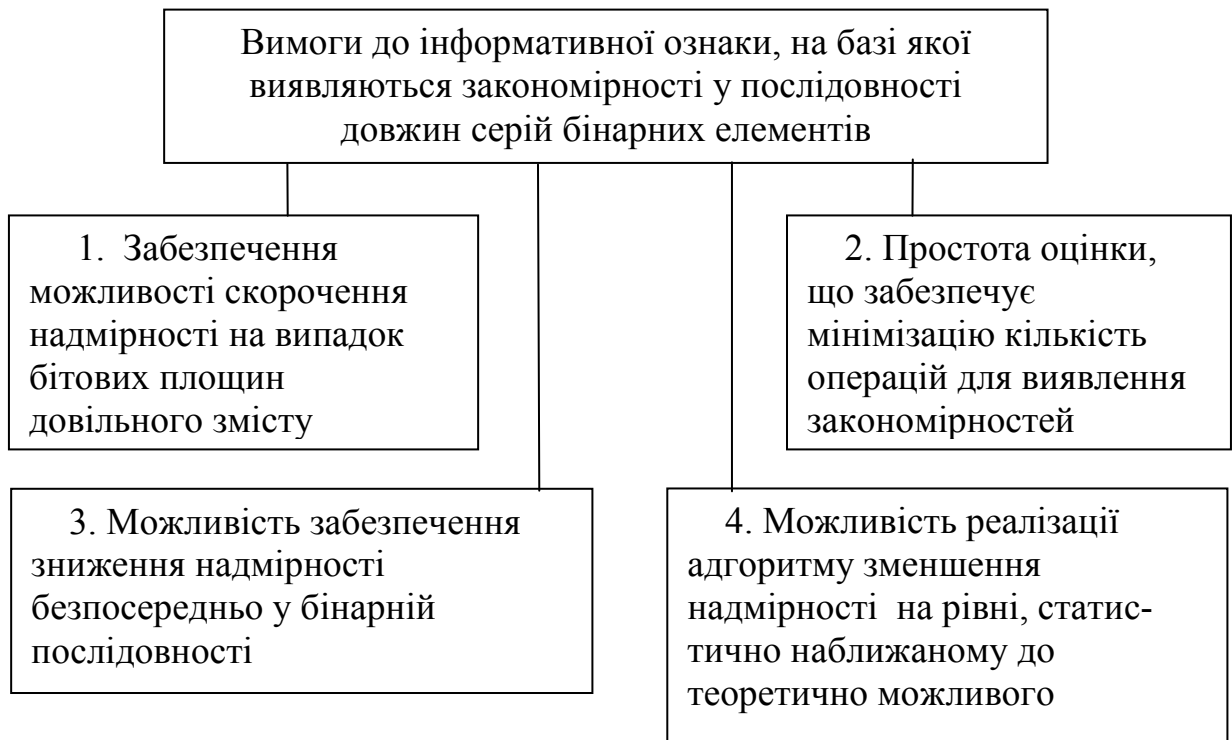 Вимоги до інформативної ознаки, на базі якої
виявляються закономірності у послідовності
довжин серій бінарних елементів
1. Забезпечення
можливості скорочення
надмірності на випадок
бітових площин
довільного змісту
2. Простота оцінки,
що забезпечує
мінімізацію кількість
операцій для виявлення
закономірностей
3. Можливість забезпечення
зниження надмірності
безпосередньо у бінарній
послідовності
4. Можливість реалізації
адгоритму зменшення
надмірності на рівні, статис-
тично наближаному до
теоретично можливого